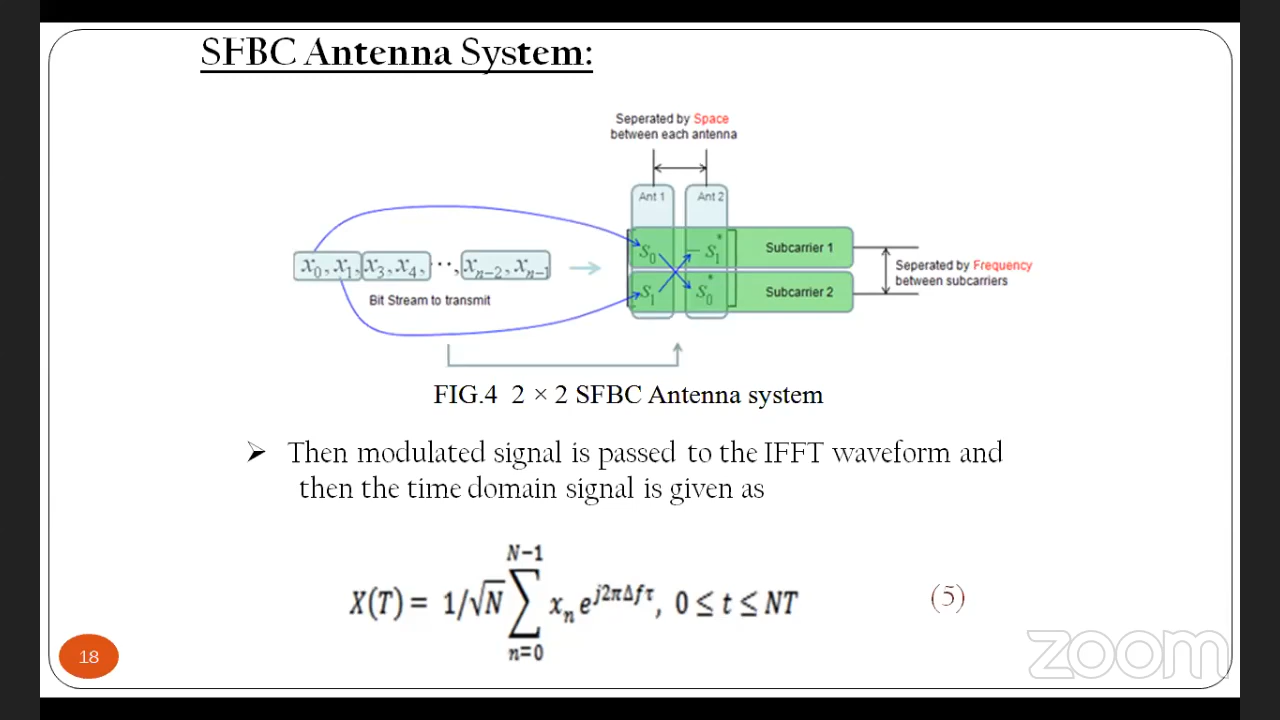 SFBC Antenna System:
Seperated by Space
between each antenna
Ant 1 Ant 2
x₀, x₁, x₃, x₄, ··, xₙ₋₂, xₙ₋₁
Bit Stream to transmit
s₀ − s₁* Subcarrier 1
s₁ s₀* Subcarrier 2
Seperated by Frequency
between subcarriers
FIG.4 2 × 2 SFBC Antenna system
➢ Then modulated signal is passed to the IFFT waveform and
then the time domain signal is given as
X(T) = 1/√N ∑ₙ₌₀ᴺ⁻¹ xₙ e^{j2πΔfτ}, 0 ≤ t ≤ NT (5)
18
zoom